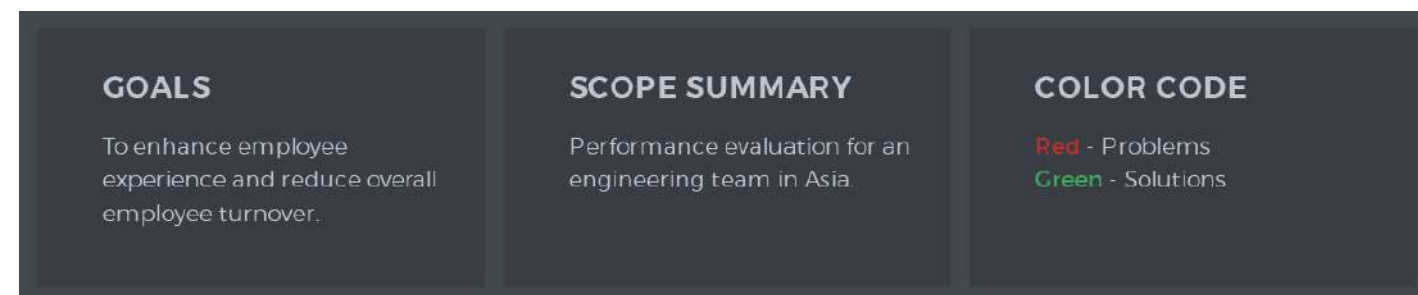 GOALS
To enhance employee
experience and reduce overall
employee turnover.
SCOPE SUMMARY
Performance evaluation for an
engineering team in Asia.
COLOR CODE
Red - Problems
Green - Solutions